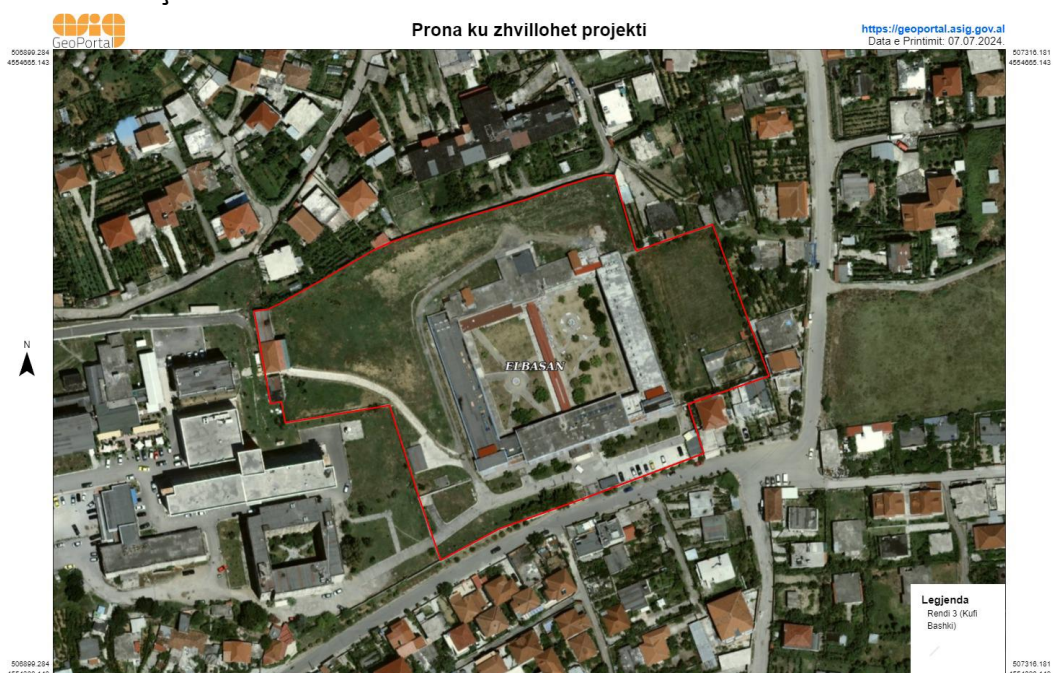 asig
GeoPortal
Prona ku zhvillohet projekti
https://geoportal.asig.gov.al
Data e Printimit: 07.07.2024.
506899.284
4554665.143
507316.181
4554665.143
ELBASAN
N
Legjenda
Rendi 3 (Kufi
Bashki)
506899.284
507316.181